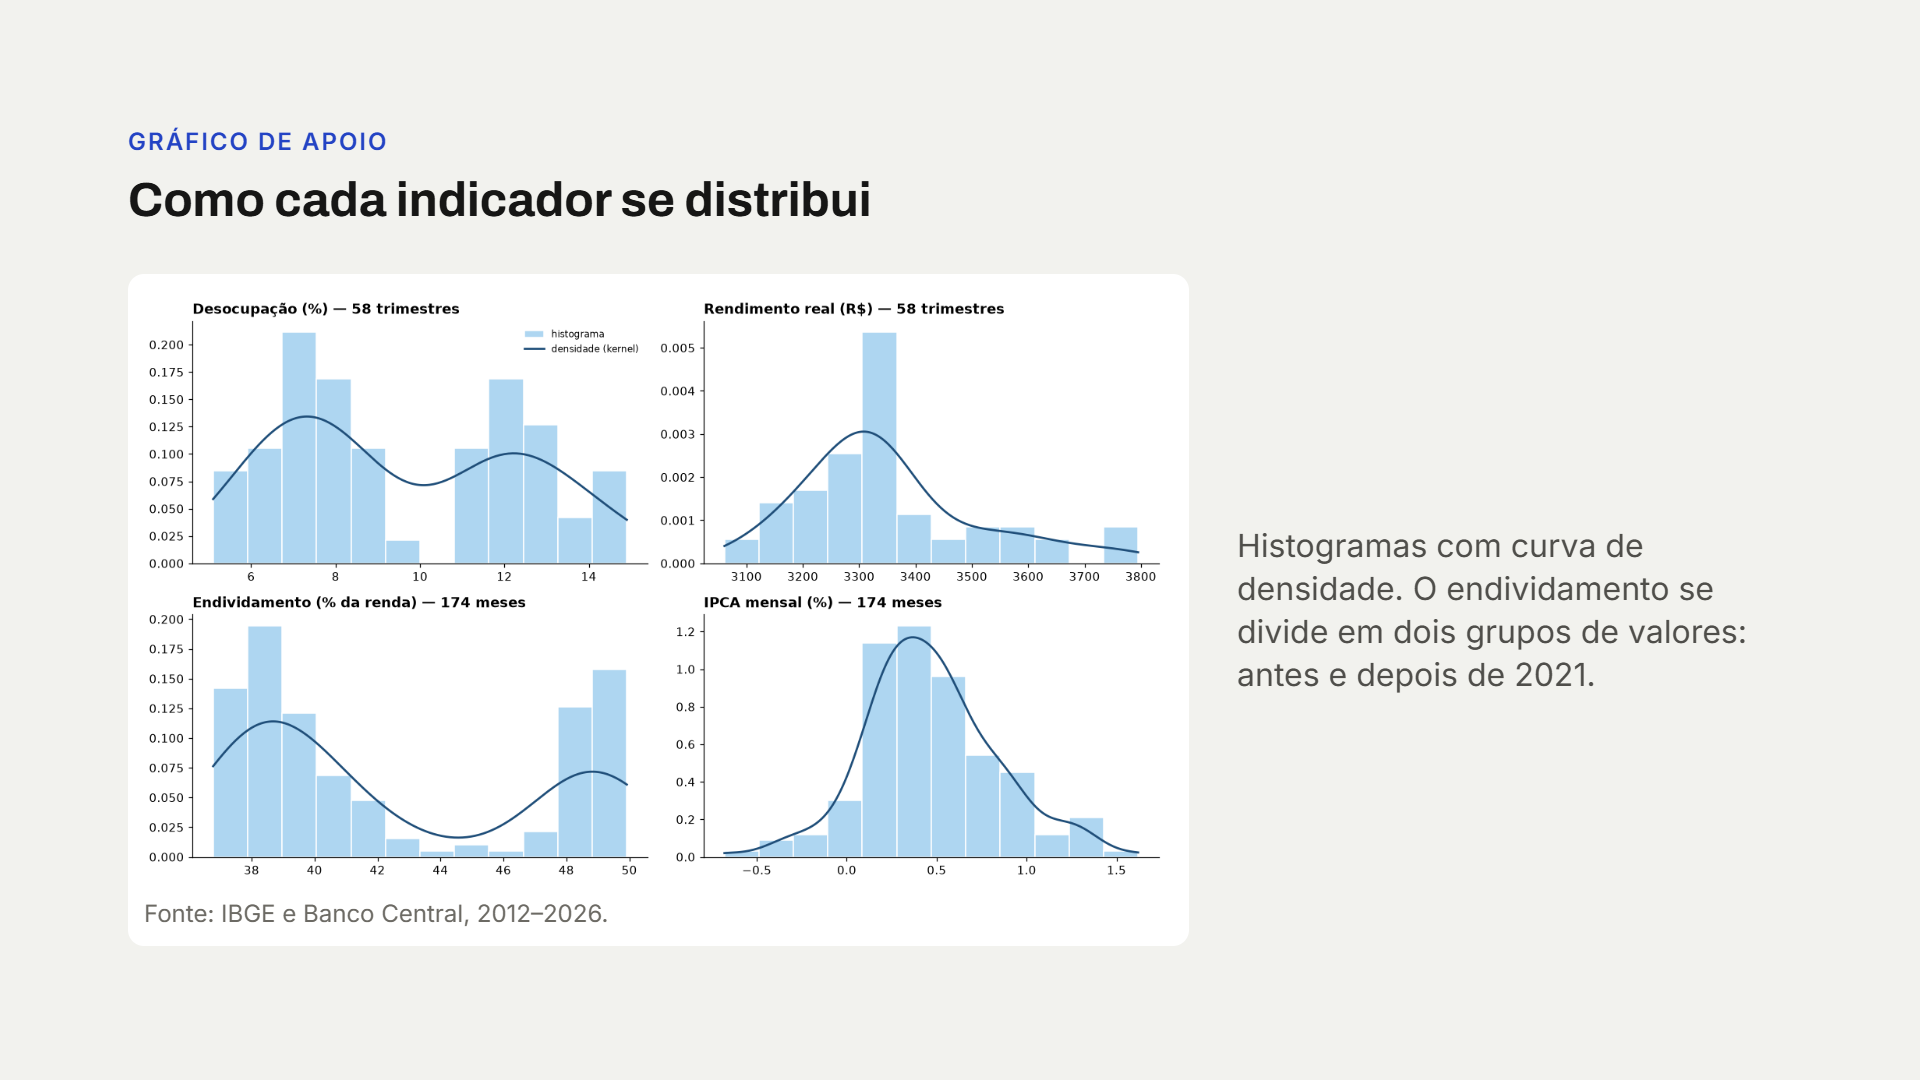 GRÁFICO DE APOIO
Como cada indicador se distribui
Desocupação (%) — 58 trimestres
histograma
densidade (kernel)
0.200
0.175
0.150
0.125
0.100
0.075
0.050
0.025
0.000
6 8 10 12 14
Rendimento real (R$) — 58 trimestres
0.005
0.004
0.003
0.002
0.001
0.000
3100 3200 3300 3400 3500 3600 3700 3800
Endividamento (% da renda) — 174 meses
0.200
0.175
0.150
0.125
0.100
0.075
0.050
0.025
0.000
38 40 42 44 46 48 50
IPCA mensal (%) — 174 meses
1.2
1.0
0.8
0.6
0.4
0.2
0.0
−0.5 0.0 0.5 1.0 1.5
Fonte: IBGE e Banco Central, 2012–2026.
Histogramas com curva de
densidade. O endividamento se
divide em dois grupos de valores:
antes e depois de 2021.